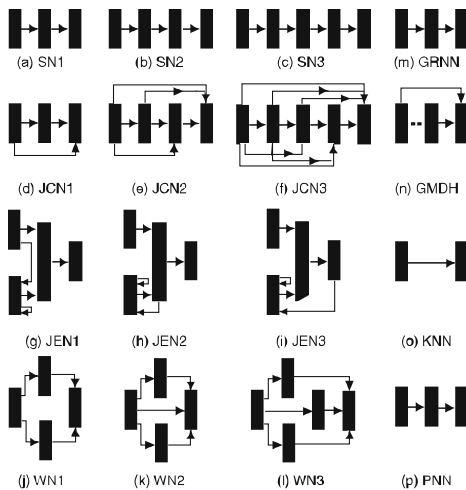 (a) SN1 (b) SN2 (c) SN3 (m) GRNN
(d) JCN1 (e) JCN2 (f) JCN3 (n) GMDH
(g) JEN1 (h) JEN2 (i) JEN3 (o) KNN
(j) WN1 (k) WN2 (l) WN3 (p) PNN